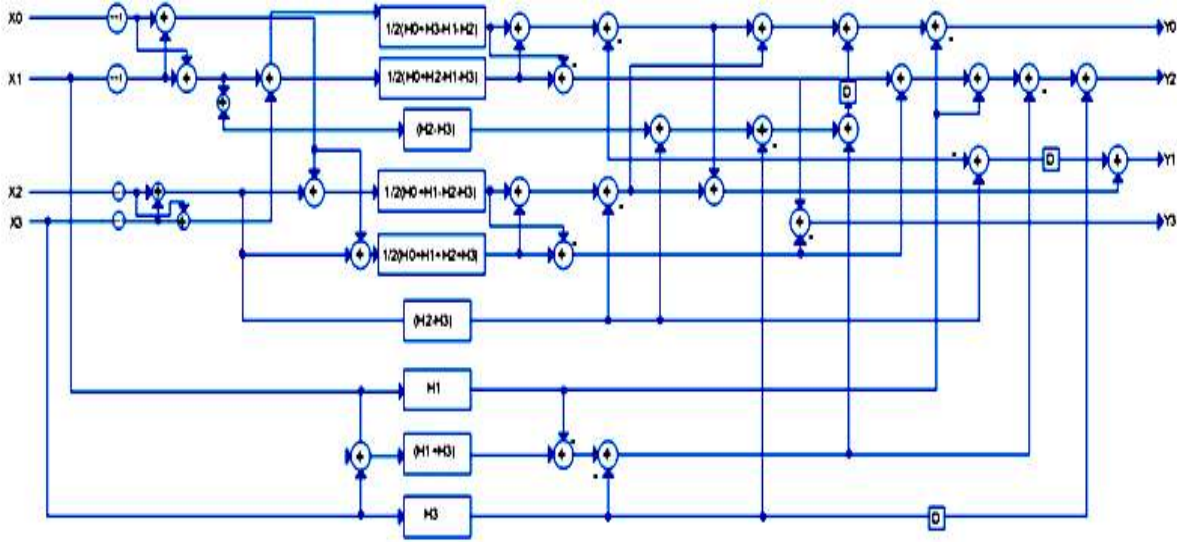 X0
1/2(H0+H3-H1-H2)
Y0
X1
1/2(H0+H2-H1-H3)
Y2
D
(H2-H3)
Y1
D
X2
1/2(H0+H1-H2-H3)
X3
Y3
1/2(H0+H1+H2+H3)
(H2-H3)
H1
(H1+H3)
H3
D